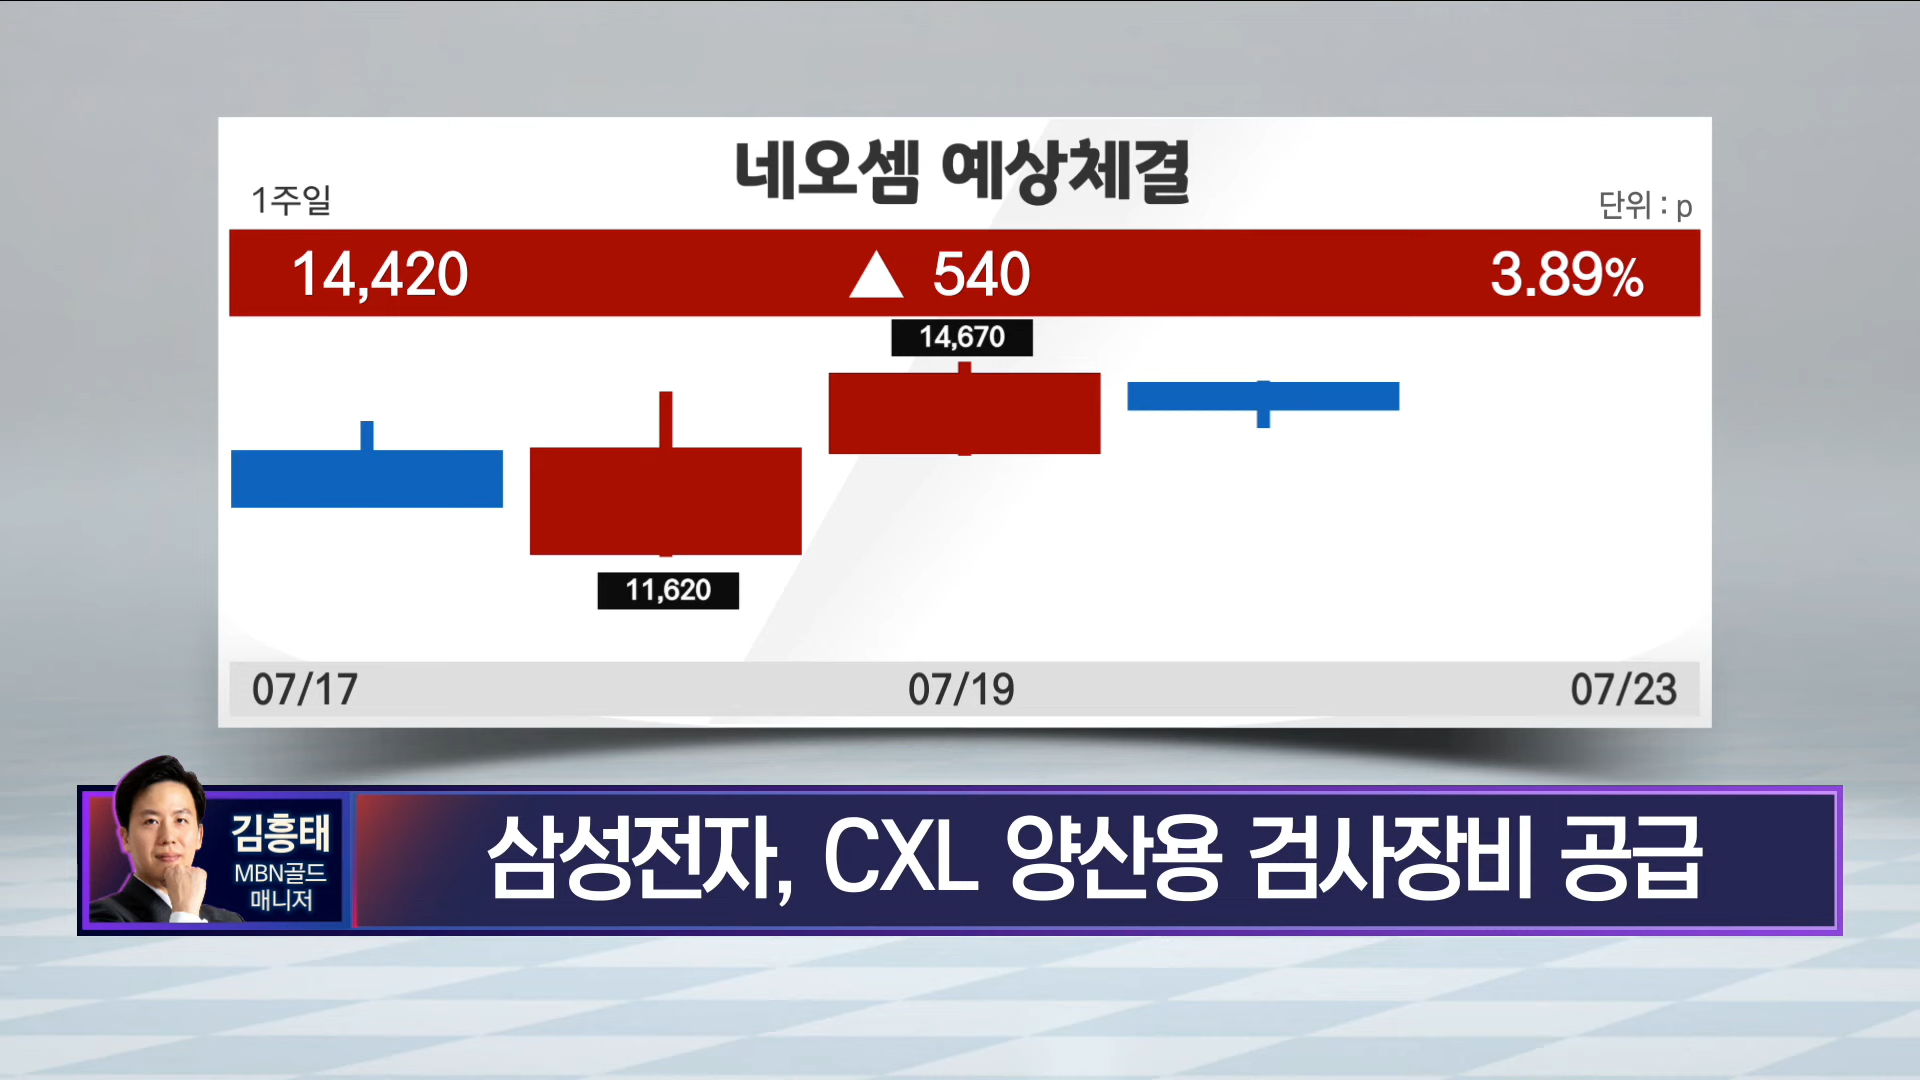 네오셈 예상체결
1주일
단위 : p
14,420 ▲ 540 3.89%
14,670
11,620
07/17 07/19 07/23
김흥태
MBN골드
매니저
삼성전자, CXL 양산용 검사장비 공급